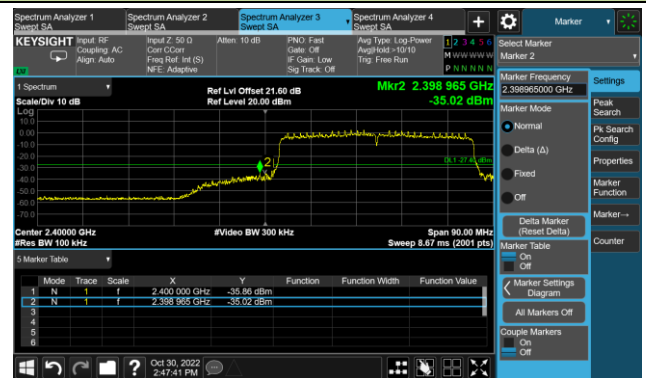 Spectrum Analyzer 1
Swept SA
Spectrum Analyzer 2
Swept SA
Spectrum Analyzer 3
Swept SA
Spectrum Analyzer 4
Swept SA
+
Marker
KEYSIGHT
Input: RF
Coupling: AC
Align: Auto
Input Z: 50 Ω
Corr CCorr
Freq Ref: Int (S)
NFE: Adaptive
Atten: 10 dB
PNO: Fast
Gate: Off
IF Gain: Low
Sig Track: Off
Avg Type: Log-Power
Avg|Hold:>10/10
Trig: Free Run
1 2 3 4 5 6
M W W W W W
P N N N N N
LXI
Select Marker
Marker 2
1 Spectrum
Scale/Div 10 dB
Log
Ref Lvl Offset 21.60 dB
Ref Level 20.00 dBm
Mkr2 2.398 965 GHz
-35.02 dBm
10.0
0.00
-10.0
-20.0
-30.0
-40.0
-50.0
-60.0
-70.0
2
Center 2.40000 GHz
#Res BW 100 kHz
#Video BW 300 kHz
Span 90.00 MHz
Sweep 8.67 ms (2001 pts)
5 Marker Table
Mode Trace Scale X Y Function Function Width Function Value
1 N 1 f 2.400 000 GHz -35.86 dBm
2 N 1 f 2.398 965 GHz -35.02 dBm
3
4
5
6
Marker Frequency
2.398965000 GHz
Marker Mode
Normal
Delta (Δ)
Fixed
Off
Delta Marker
(Reset Delta)
Marker Table
On
Off
Marker Settings
Diagram
All Markers Off
Couple Markers
On
Off
Settings
Peak
Search
Pk Search
Config
Properties
Marker
Function
Marker→
Counter
?
Oct 30, 2022
2:47:41 PM